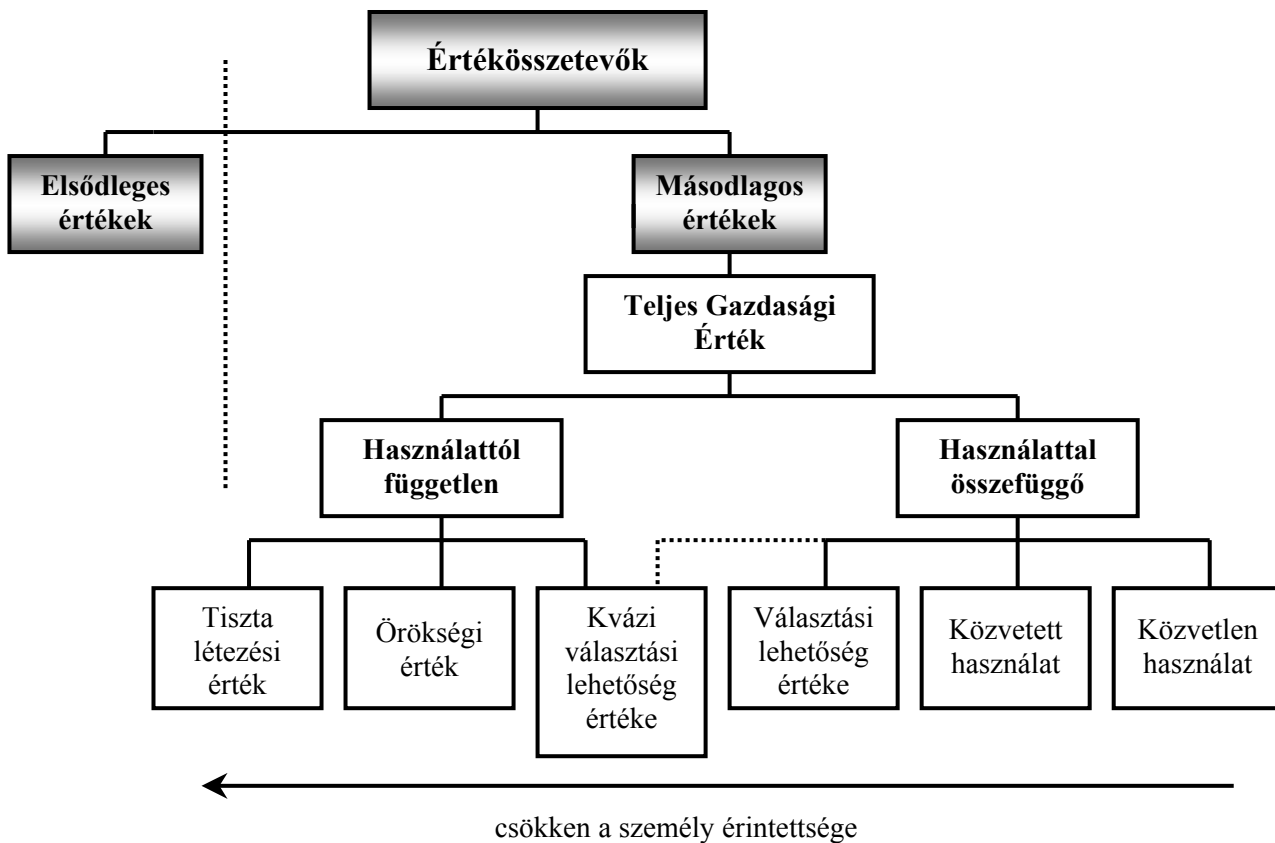 Értékösszetevők
Elsődleges
értékek
Másodlagos
értékek
Teljes Gazdasági
Érték
Használattól
független
Használattal
összefüggő
Tiszta
létezési
érték
Örökségi
érték
Kvázi
választási
lehetőség
értéke
Választási
lehetőség
értéke
Közvetett
használat
Közvetlen
használat
csökken a személy érintettsége